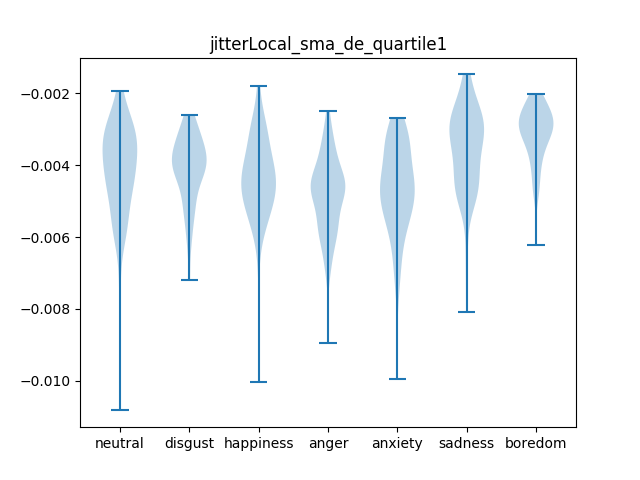 jitterLocal_sma_de_quartile1
−0.002
−0.004
−0.006
−0.008
−0.010
neutral disgust happiness anger anxiety sadness boredom